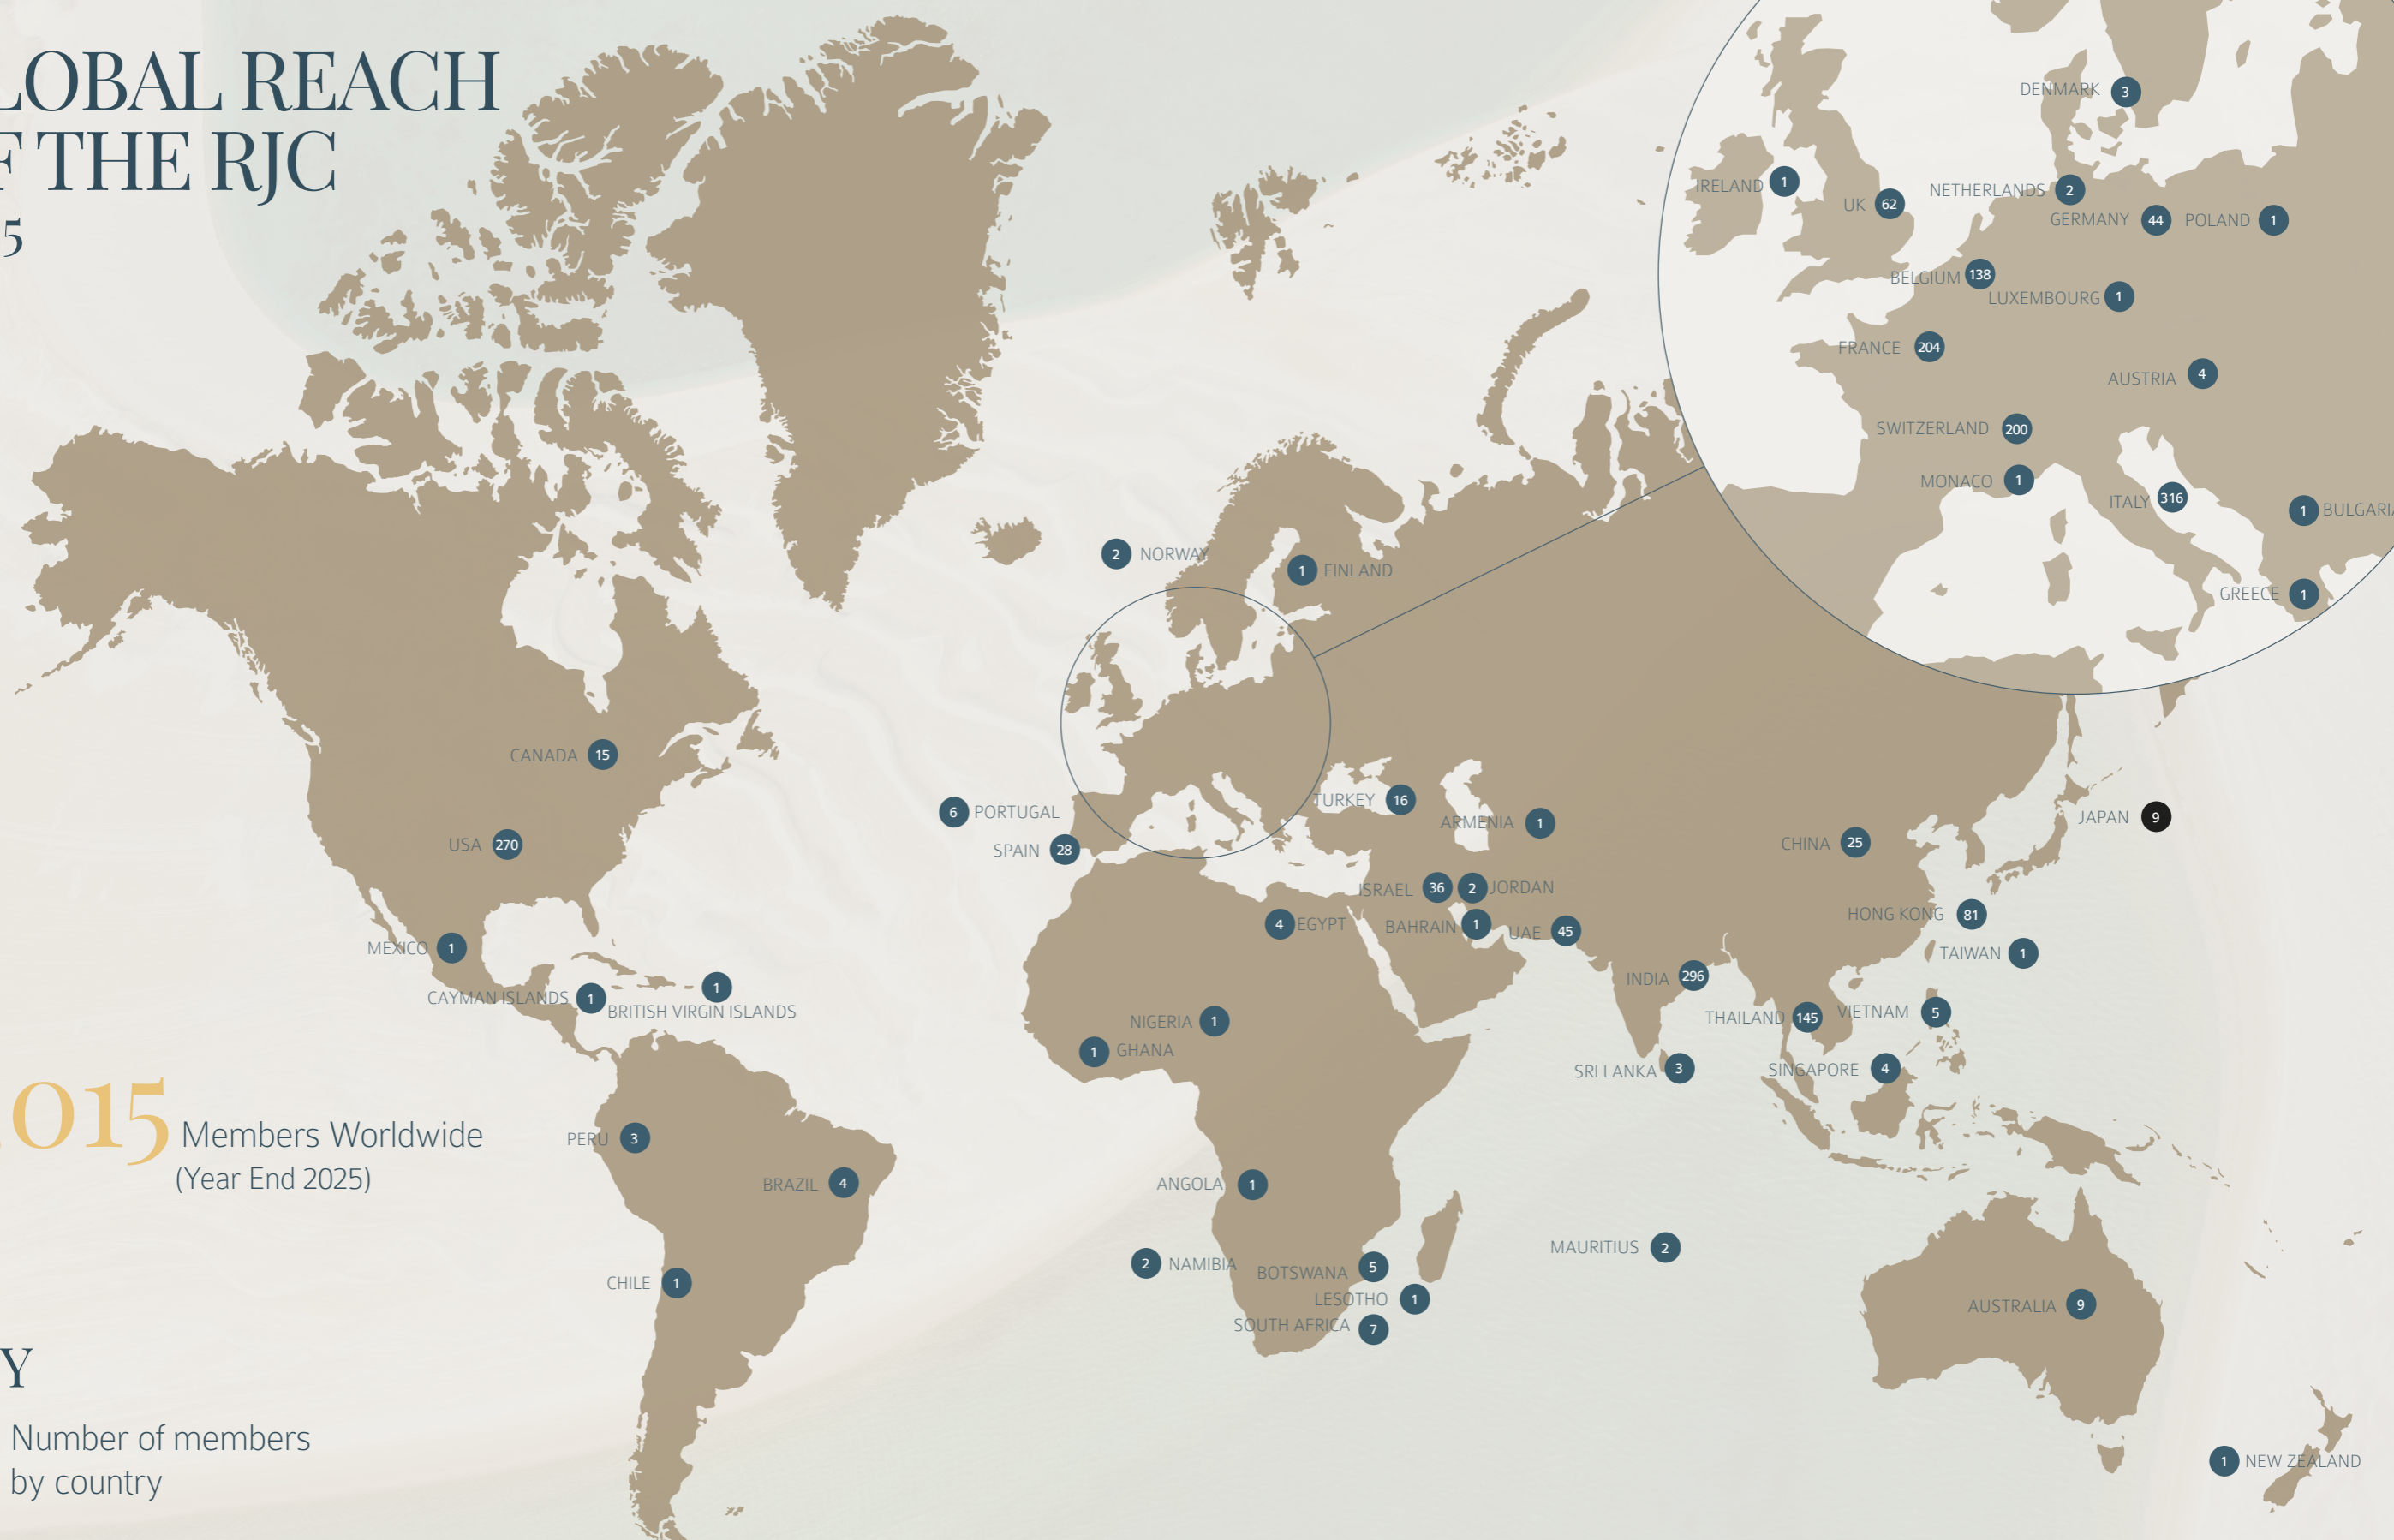 LOBAL REACH
F THE RJC
5
DENMARK 3
IRELAND 1
UK 62
NETHERLANDS 2
GERMANY 44
POLAND 1
BELGIUM 138
LUXEMBOURG 1
FRANCE 204
AUSTRIA 4
SWITZERLAND 200
MONACO 1
ITALY 316
1 BULGARIA
GREECE 1
2 NORWAY
1 FINLAND
CANADA 15
USA 270
MEXICO 1
CAYMAN ISLANDS 1
1
BRITISH VIRGIN ISLANDS
6 PORTUGAL
SPAIN 28
TURKEY 16
ARMENIA 1
CHINA 25
JAPAN 9
ISRAEL 36
2 JORDAN
4 EGYPT
BAHRAIN 1
UAE 45
HONG KONG 81
TAIWAN 1
INDIA 296
THAILAND 145
VIETNAM 5
SRI LANKA 3
SINGAPORE 4
NIGERIA 1
1 GHANA
015 Members Worldwide
(Year End 2025)
PERU 3
BRAZIL 4
CHILE 1
ANGOLA 1
2 NAMIBIA
BOTSWANA 5
LESOTHO 1
SOUTH AFRICA 7
MAURITIUS 2
AUSTRALIA 9
1 NEW ZEALAND
Y
Number of members
by country